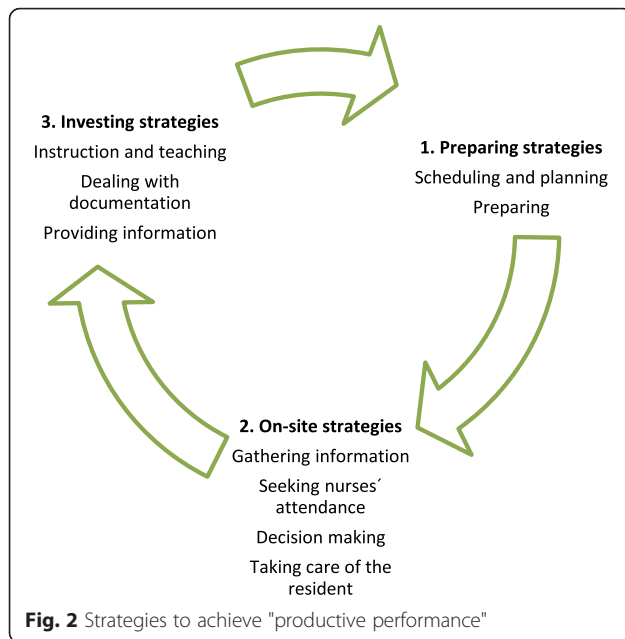 3. Investing strategies
Instruction and teaching
Dealing with
documentation
Providing information
1. Preparing strategies
Scheduling and planning
Preparing
2. On-site strategies
Gathering information
Seeking nurses´
attendance
Decision making
Taking care of the
resident
Fig. 2 Strategies to achieve "productive performance"